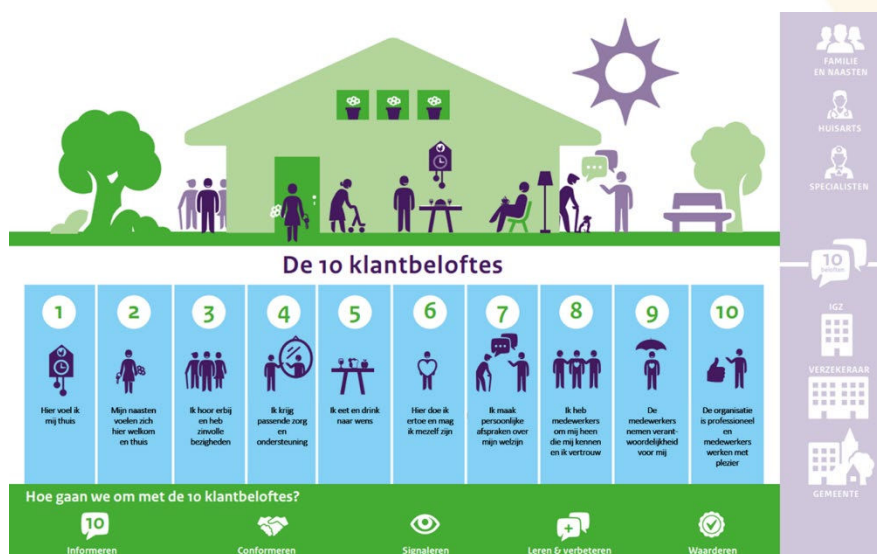 De 10 klantbeloftes
1
Hier voel ik
mij thuis
2
Mijn naasten
voelen zich
hier welkom
en thuis
3
Ik hoor erbij
en heb
zinvolle
bezigheden
4
Ik krijg
passende zorg
en
ondersteuning
5
Ik eet en drink
naar wens
6
Hier doe ik
ertoe en mag
ik mezelf zijn
7
Ik maak
persoonlijke
afspraken over
mijn welzijn
8
Ik heb
medewerkers
om mij heen
die mij kennen
en ik vertrouw
9
De
medewerkers
nemen verant-
woordelijkheid
voor mij
10
De organisatie
is professioneel
en
medewerkers
werken met
plezier
Hoe gaan we om met de 10 klantbeloftes?
10
Informeren
Conformeren
Signaleren
Leren & verbeteren
Waarderen
FAMILIE
EN NAASTEN
HUISARTS
SPECIALISTEN
10
beloften
IGZ
VERZEKERAAR
GEMEENTE